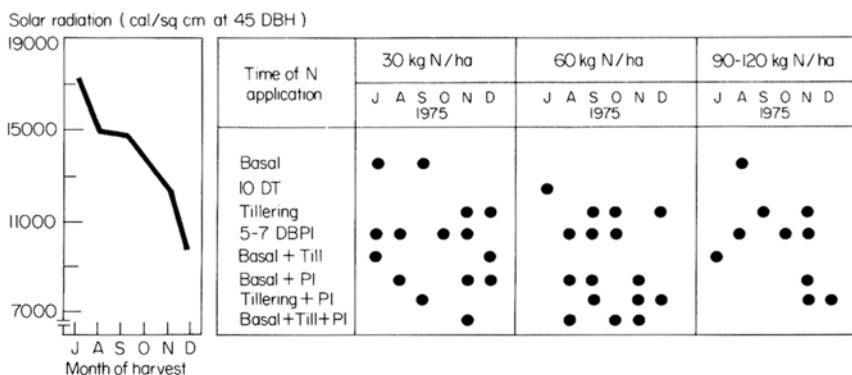 Solar radiation ( cal/sq cm at 45 DBH)
19000
15000
11000
7000
J A S O N D
Month of harvest
Time of N
application
30 kg N/ha
60 kg N/ha
90-120 kg N/ha
J A S O N D
1975
J A S O N D
1975
J A S O N D
1975
Basal
10 DT
Tillering
5-7 DBPI
Basal + Till
Basal + PI
Tillering + PI
Basal+Till+PI